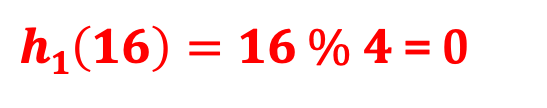 h₁(16) = 16 % 4 = 0